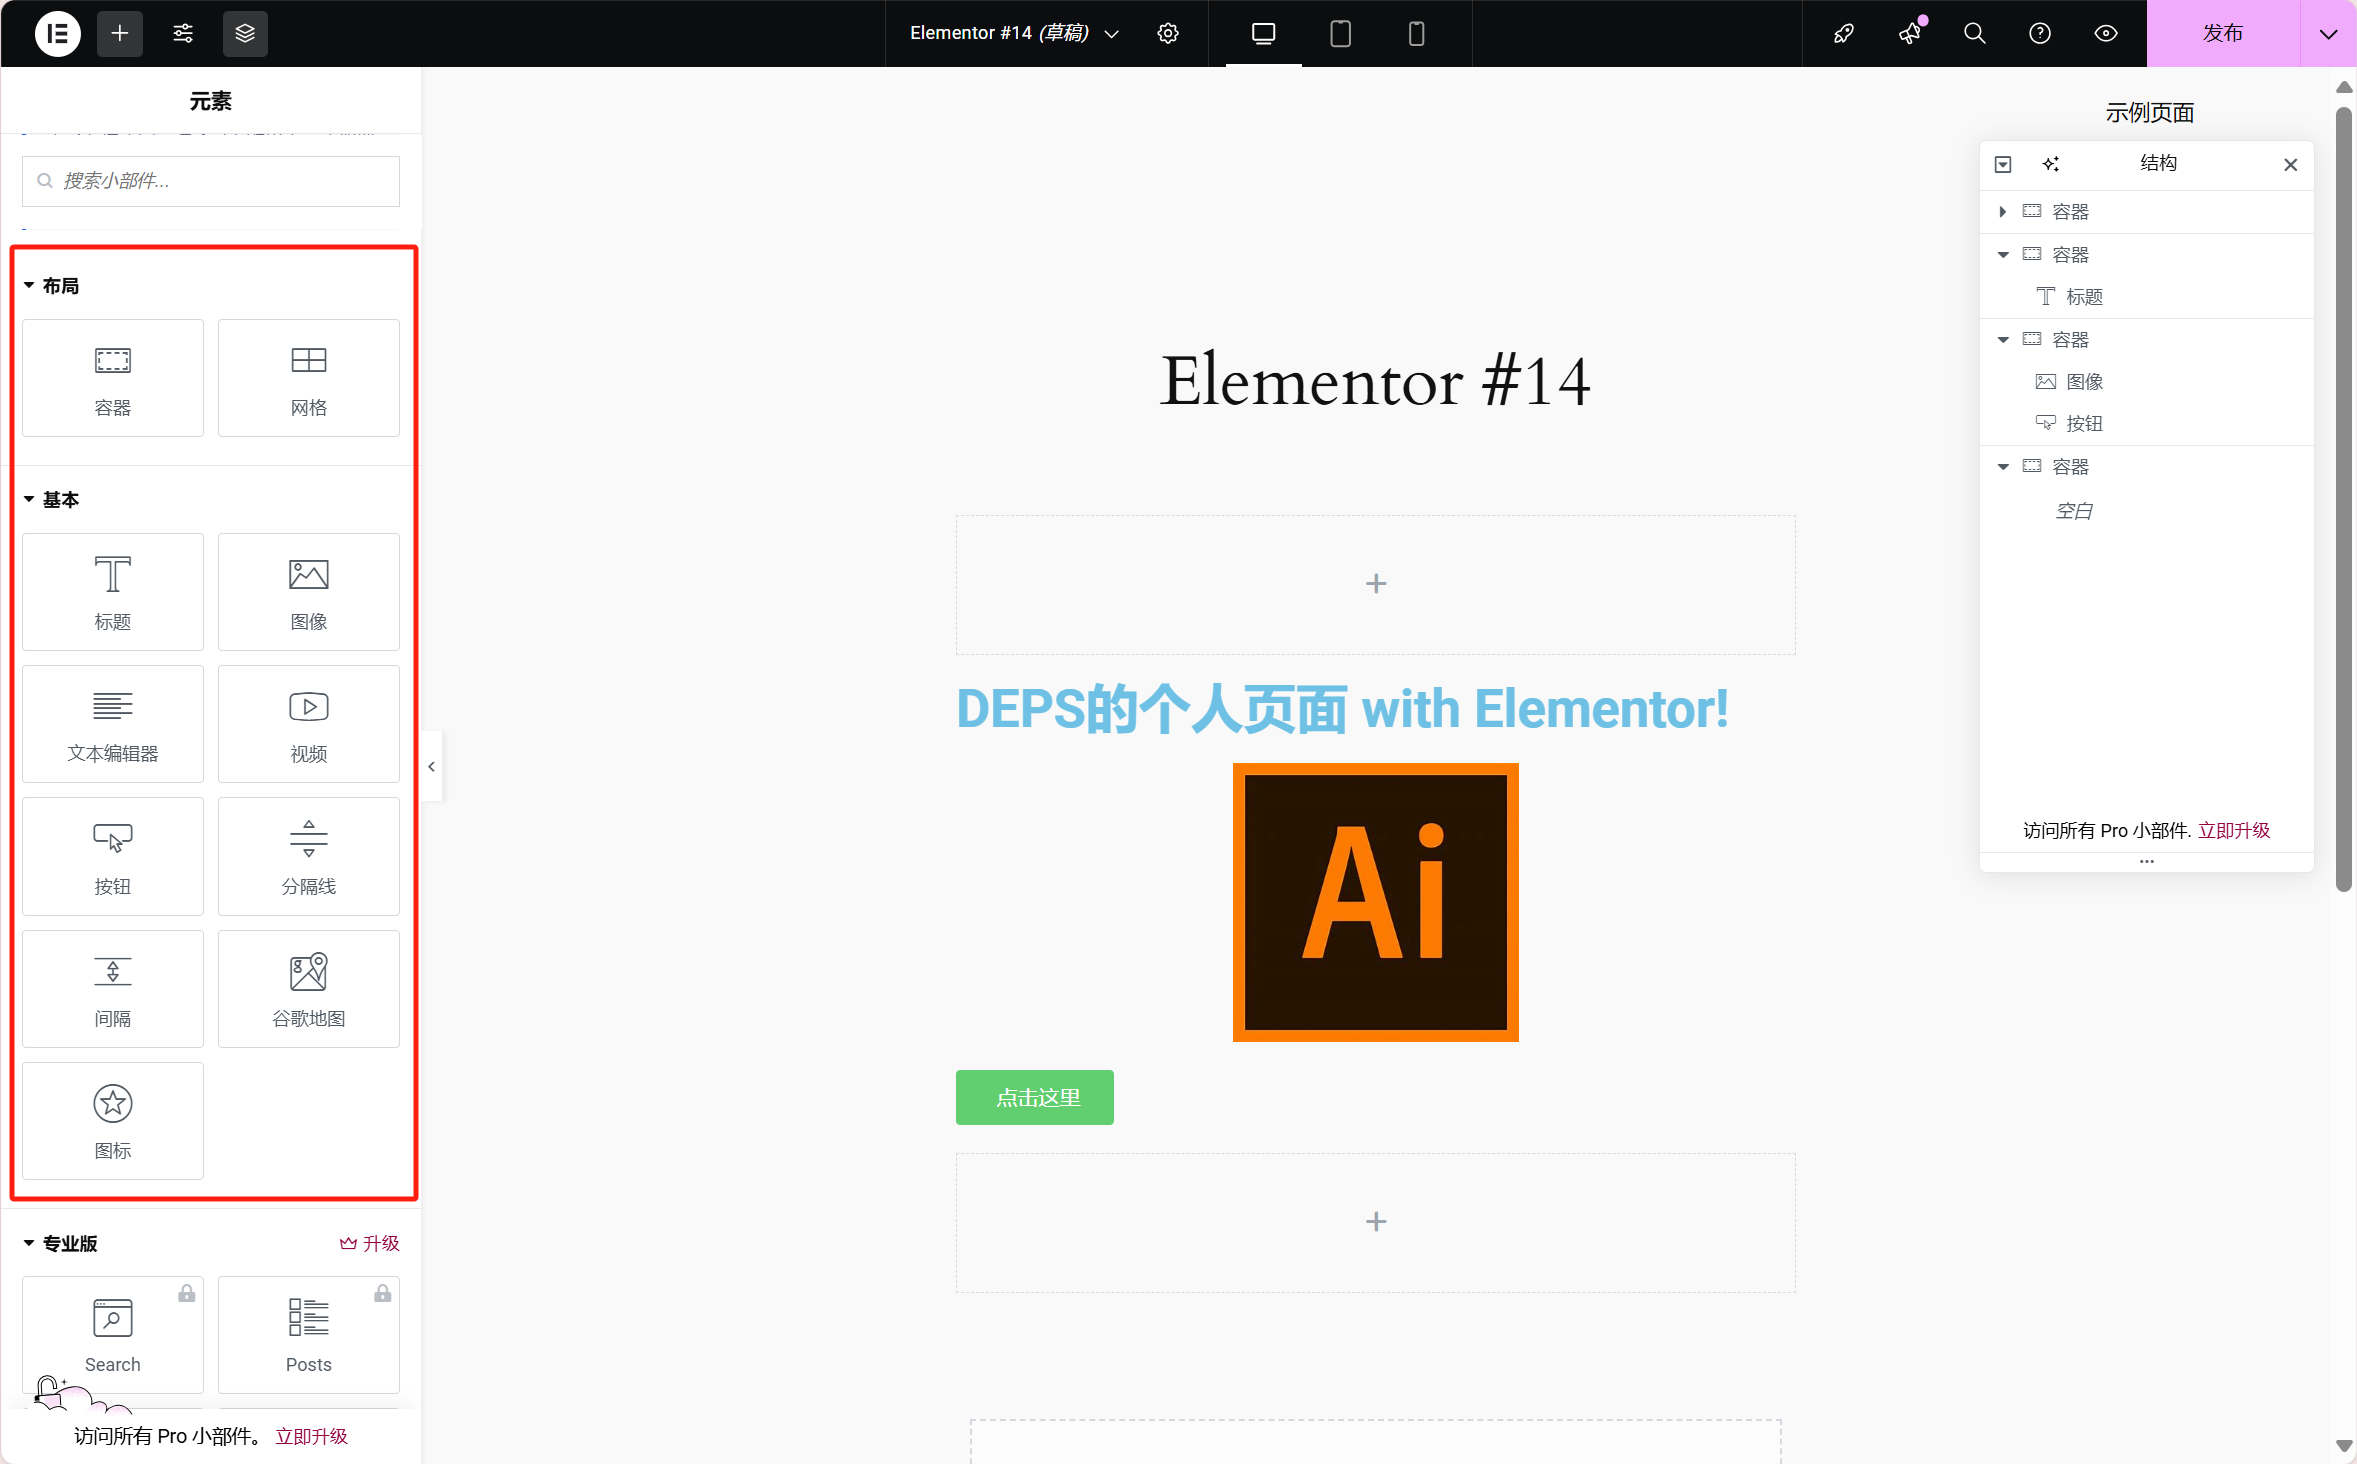 Elementor #14 (草稿)
发布
元素
搜索小部件...
布局
容器
网格
基本
标题
图像
文本编辑器
视频
按钮
分隔线
间隔
谷歌地图
图标
专业版
升级
Search
Posts
访问所有 Pro 小部件。 立即升级
示例页面
Elementor #14
DEPS的个人页面 with Elementor!
Ai
点击这里
结构
容器
容器
标题
容器
图像
按钮
容器
空白
访问所有 Pro 小部件. 立即升级